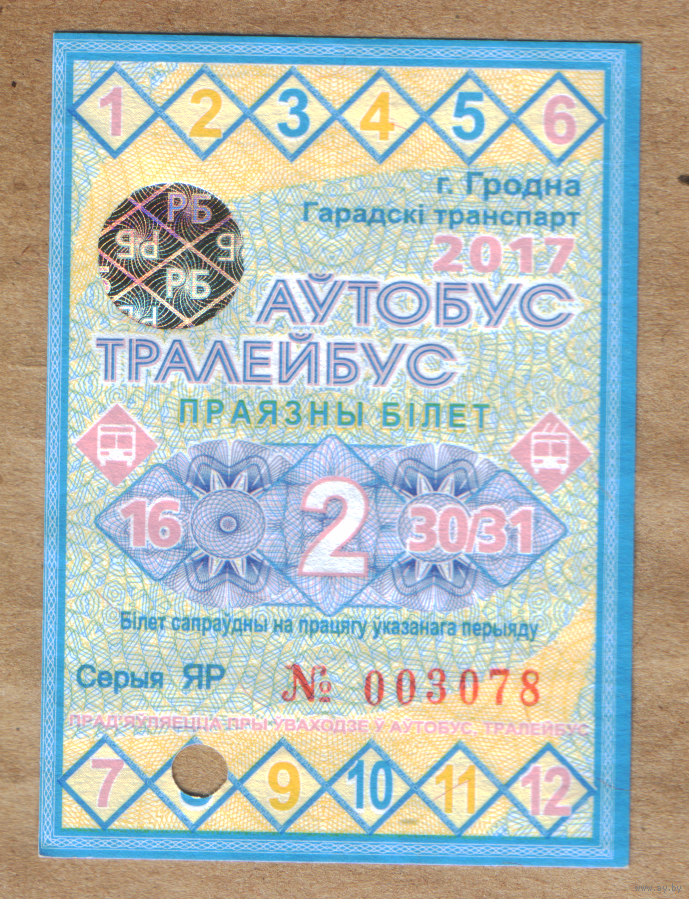 1 2 3 4 5 6
г. Гродна
Гарадскі транспарт
2017
РБ
РБ
РБ
АЎТОБУС
ТРАЛЕЙБУС
ПРАЯЗНЫ БІЛЕТ
16 2 30/31
Білет сапраўдны на працягу указанага перыяду
Серыя ЯР № 003078
ПРАД'ЯЎЛЯЕЦЦА ПРЫ ЎВАХОДЗЕ Ў АЎТОБУС, ТРАЛЕЙБУС
7 9 10 11 12